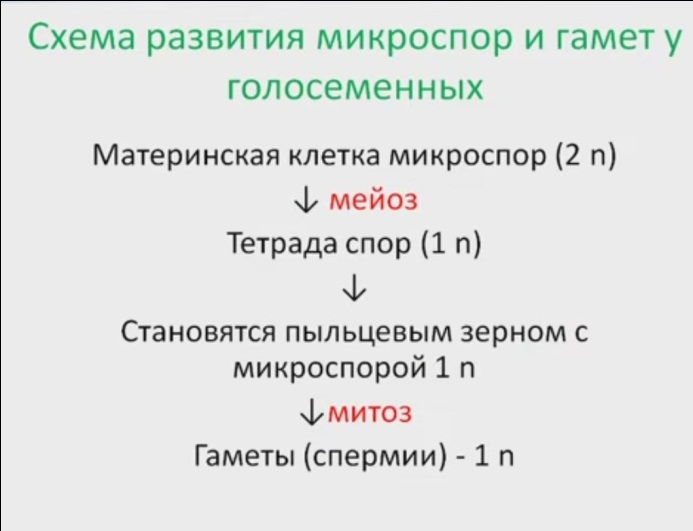 Схема развития микроспор и гамет у
голосеменных
Материнская клетка микроспор (2 n)
↓ мейоз
Тетрада спор (1 n)
↓
Становятся пыльцевым зерном с
микроспорой 1 n
↓митоз
Гаметы (спермии) - 1 n